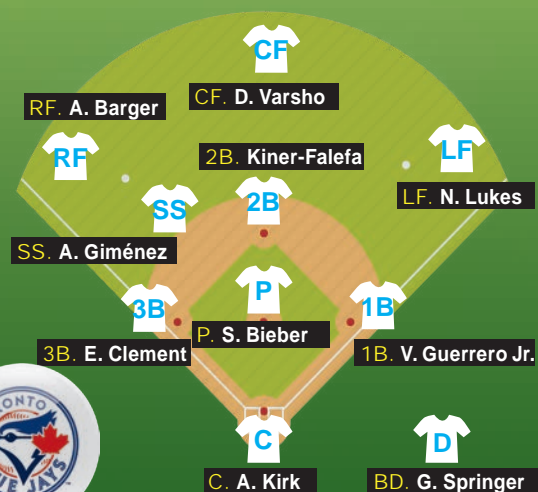 CF
CF. D. Varsho
RF. A. Barger
RF
2B. Kiner-Falefa
LF
LF. N. Lukes
SS
2B
SS. A. Giménez
P
3B
1B
P. S. Bieber
3B. E. Clement
1B. V. Guerrero Jr.
C
D
C. A. Kirk
BD. G. Springer
JAYS